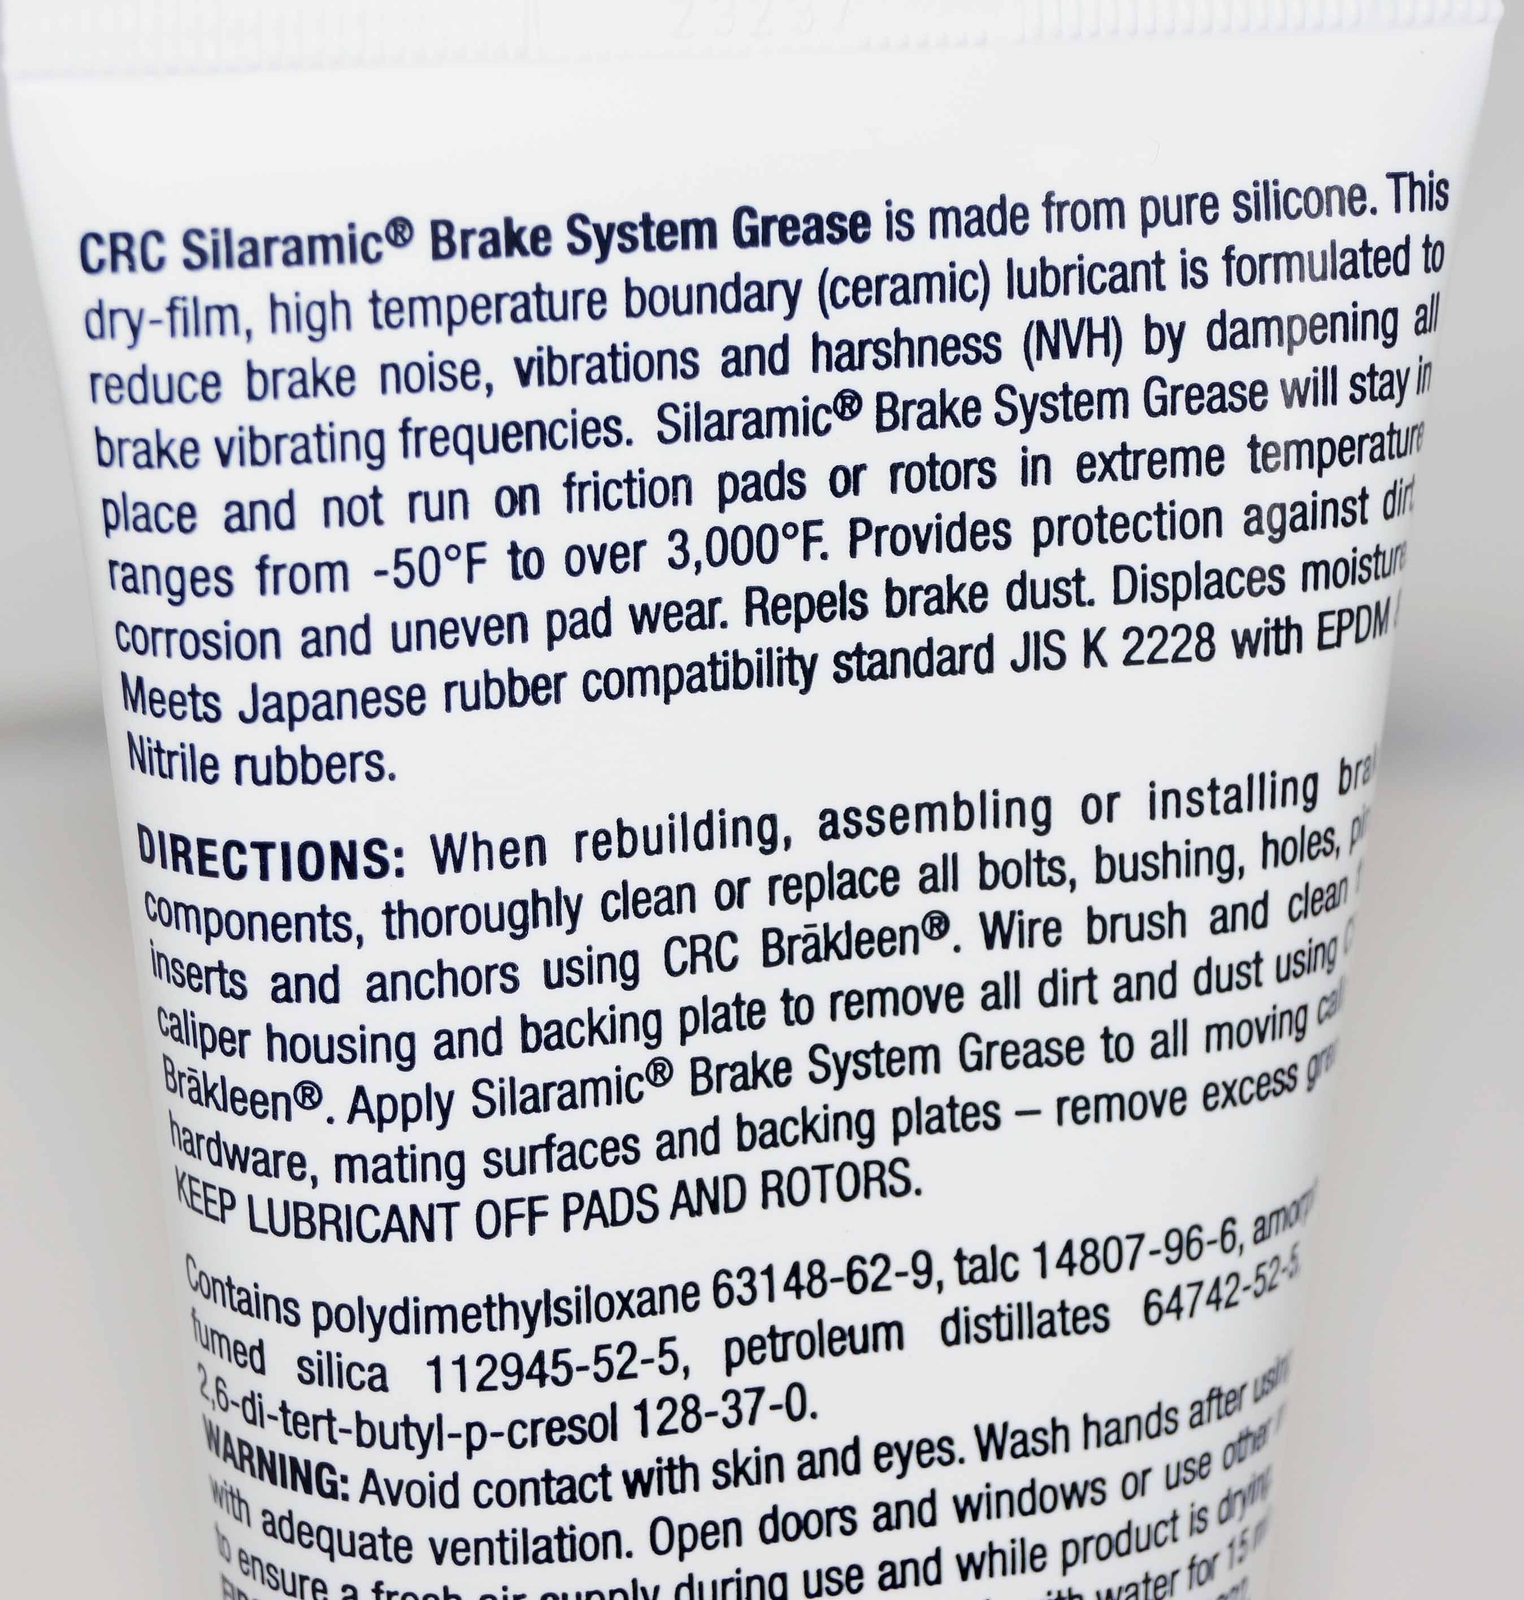 23237
CRC Silaramic® Brake System Grease is made from pure silicone. This
dry-film, high temperature boundary (ceramic) lubricant is formulated to
reduce brake noise, vibrations and harshness (NVH) by dampening all
brake vibrating frequencies. Silaramic® Brake System Grease will stay in
place and not run on friction pads or rotors in extreme temperature
ranges from -50°F to over 3,000°F. Provides protection against dirt
corrosion and uneven pad wear. Repels brake dust. Displaces moisture
Meets Japanese rubber compatibility standard JIS K 2228 with EPDM
Nitrile rubbers.
DIRECTIONS: When rebuilding, assembling or installing
components, thoroughly clean or replace all bolts, bushing, holes,
inserts and anchors using CRC Brākleen®. Wire brush and clean
caliper housing and backing plate to remove all dirt and dust using
Brākleen®. Apply Silaramic® Brake System Grease to all moving
hardware, mating surfaces and backing plates – remove excess
KEEP LUBRICANT OFF PADS AND ROTORS.
Contains polydimethylsiloxane 63148-62-9, talc 14807-96-6,
fumed silica 112945-52-5, petroleum distillates 64742-52-5
2,6-di-tert-butyl-p-cresol 128-37-0.
WARNING: Avoid contact with skin and eyes. Wash hands after
with adequate ventilation. Open doors and windows or use other
to ensure a fresh air supply during use and while product is drying
with water for 15